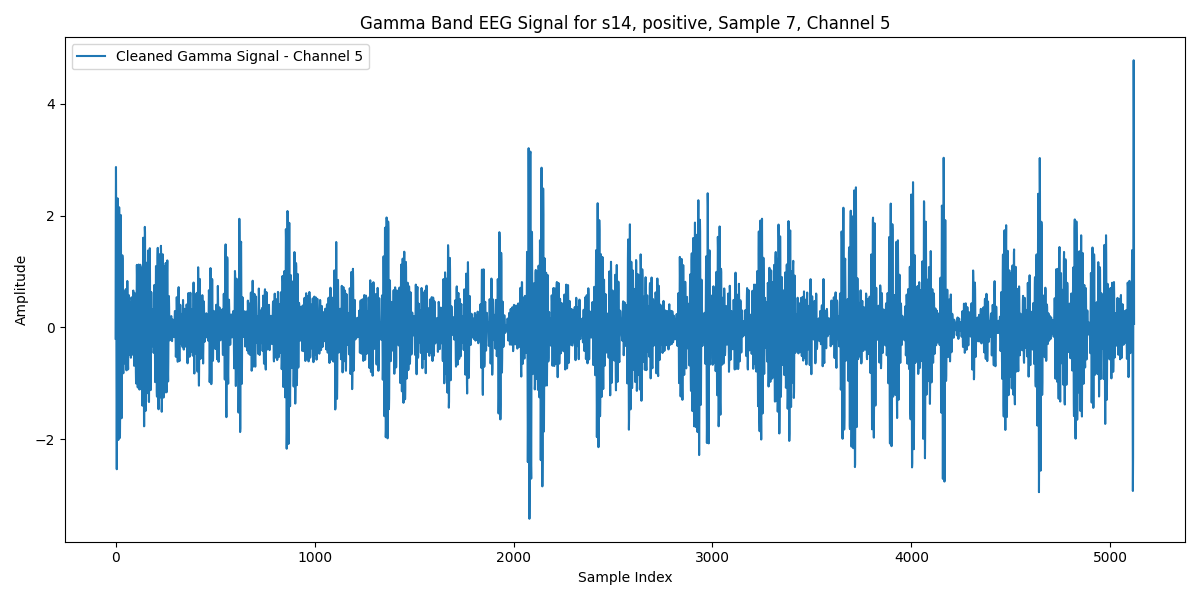 Gamma Band EEG Signal for s14, positive, Sample 7, Channel 5
Cleaned Gamma Signal - Channel 5
Amplitude
4
2
0
−2
0
1000
2000
3000
4000
5000
Sample Index